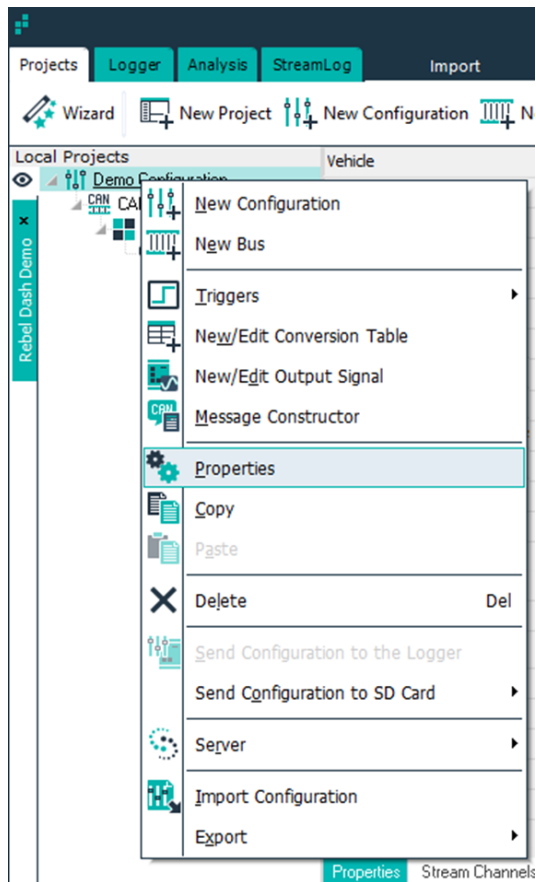 Projects Logger Analysis StreamLog Import
Wizard New Project New Configuration
Local Projects Vehicle
Demo Configuration
CAN
Rebel Dash Demo
New Configuration
New Bus
Triggers
New/Edit Conversion Table
New/Edit Output Signal
CAN Message Constructor
Properties
Copy
Paste
Delete Del
Send Configuration to the Logger
Send Configuration to SD Card
Server
Import Configuration
Export
Properties Stream Channels